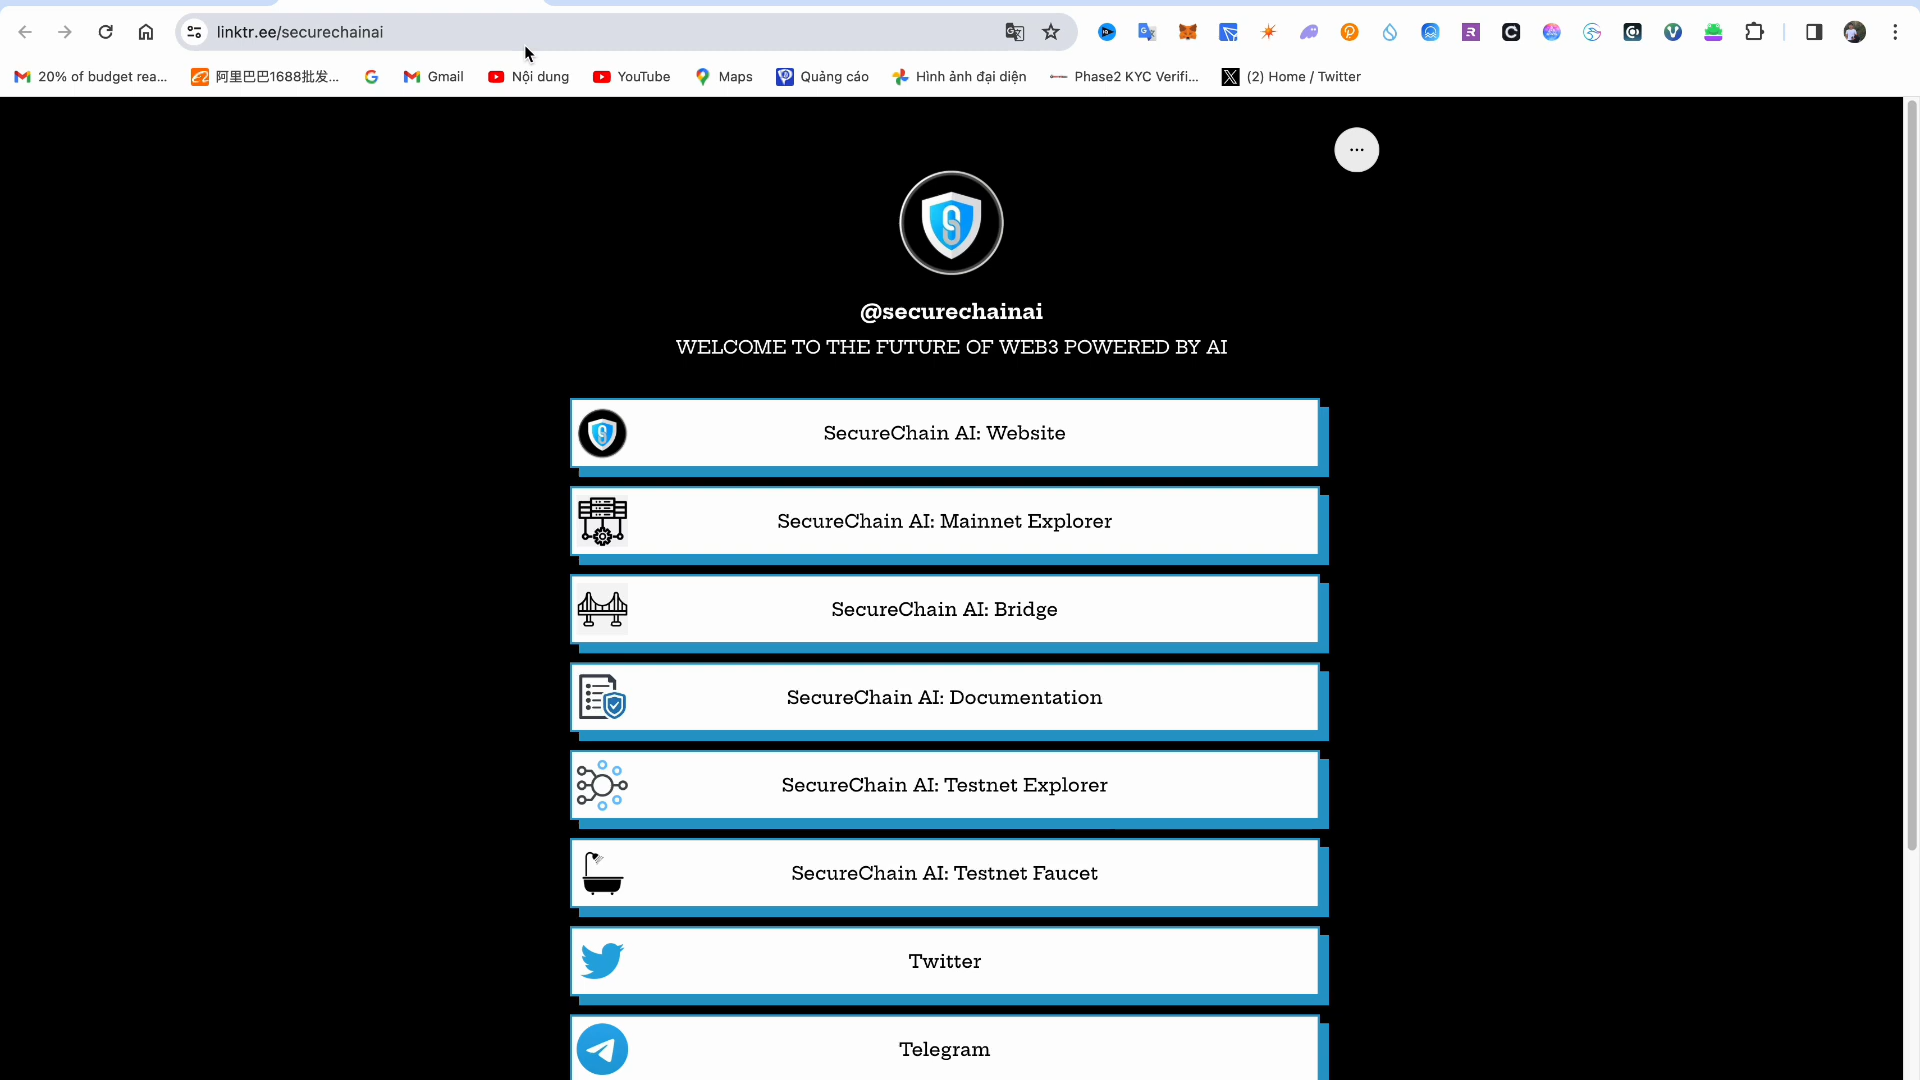 linktr.ee/securechainai
20% of budget rea...
阿里巴巴1688批发...
Gmail
Nội dung
YouTube
Maps
Quảng cáo
Hình ảnh đại diện
Phase2 KYC Verifi...
(2) Home / Twitter
@securechainai
WELCOME TO THE FUTURE OF WEB3 POWERED BY AI
SecureChain AI: Website
SecureChain AI: Mainnet Explorer
SecureChain AI: Bridge
SecureChain AI: Documentation
SecureChain AI: Testnet Explorer
SecureChain AI: Testnet Faucet
Twitter
Telegram